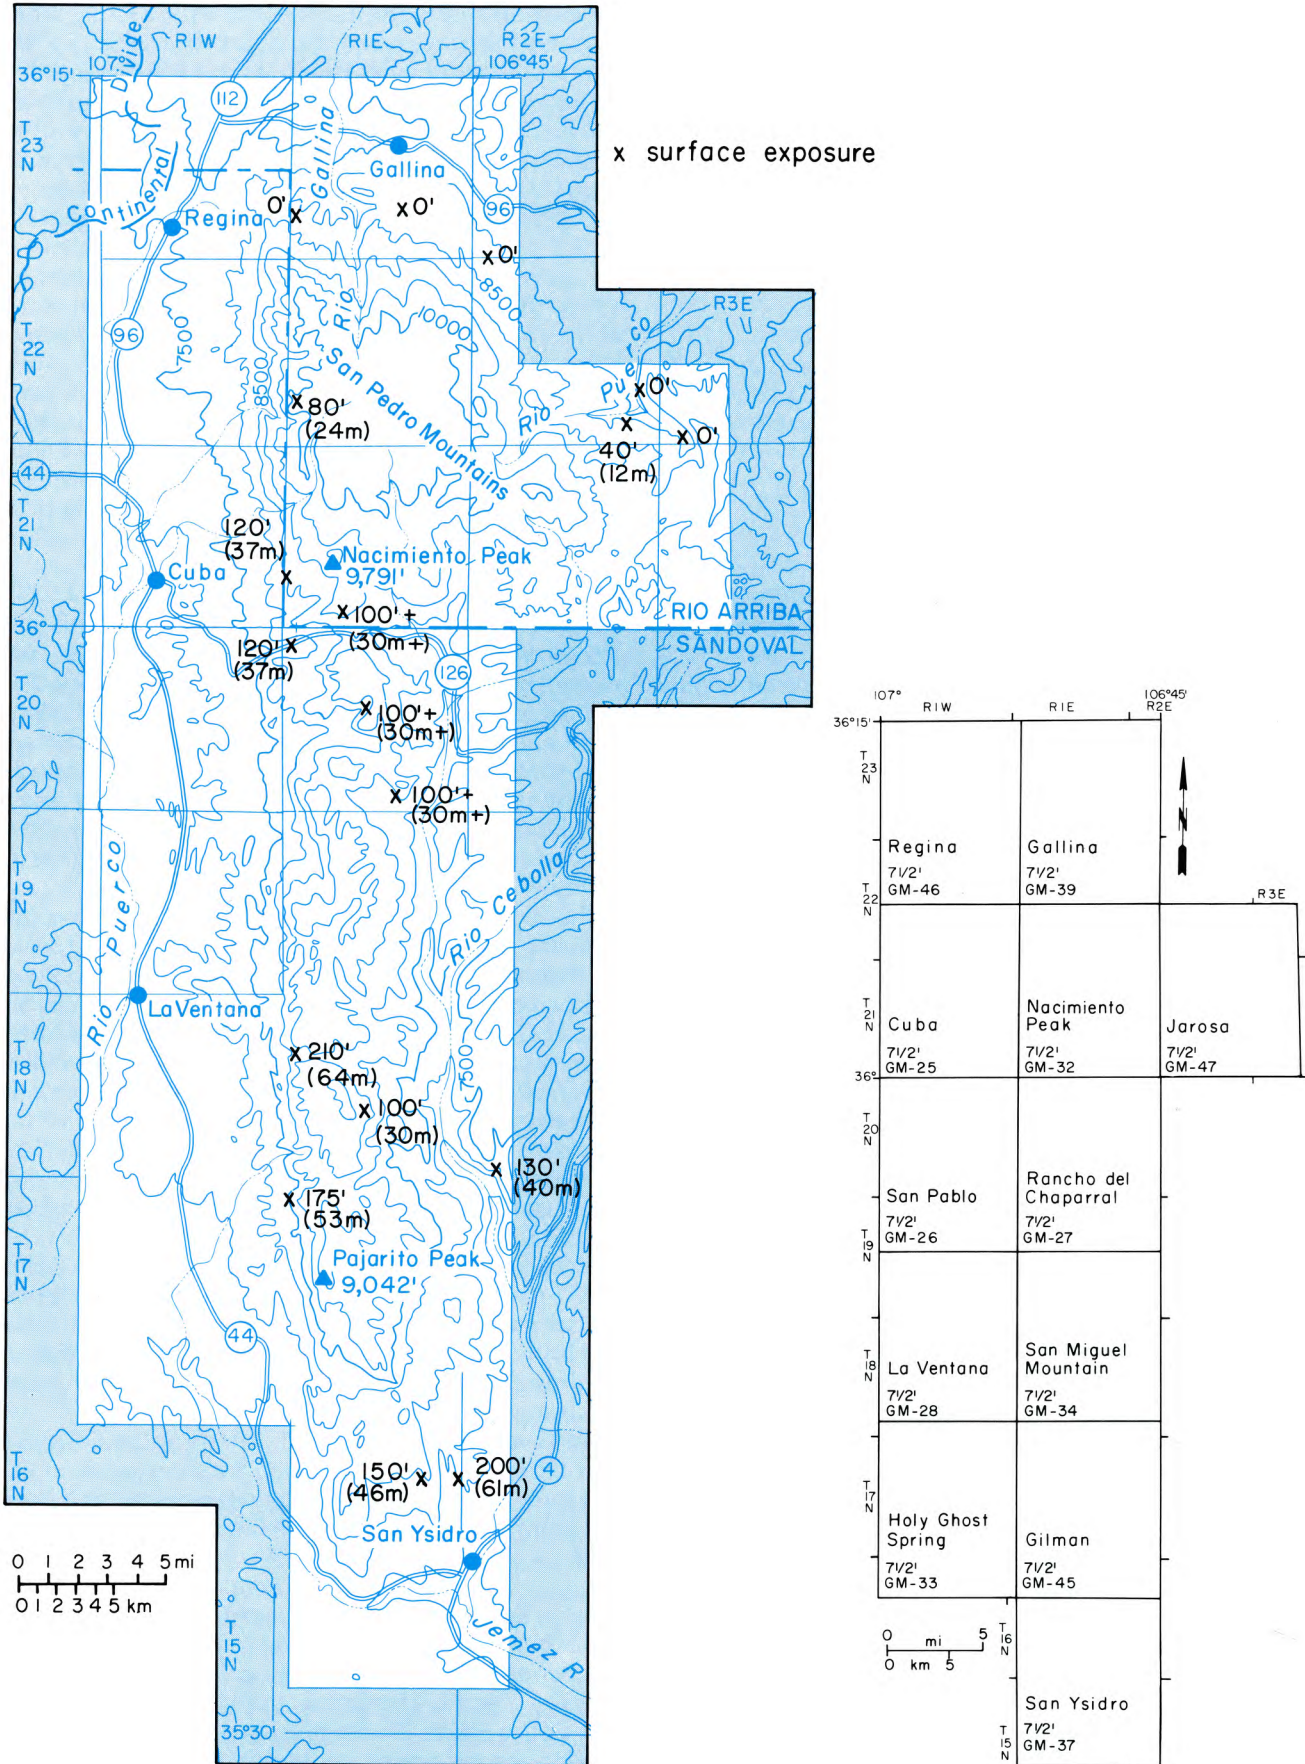 R1W
R1E
R2E
107°
106°45'
36°15'
Divide
112
T
23
N
Gallina
x surface exposure
Gallina
Continental
0'
0'
96
Regina
0'
8500
Rio
R3E
10000
T
22
N
96
7500
Puerco
San Pedro Mountains
8500
0'
80'
(24m)
Rio
0'
40'
(12m)
44
T
21
N
120'
(37m)
Nacimiento Peak
9,791'
Cuba
100'+
(30m+)
RIO ARRIBA
36°
SANDOVAL
120'
(37m)
126
T
20
N
100'+
(30m+)
100'+
(30m+)
T
19
N
Rio Puerco
Rio Cebolla
La Ventana
7500
T
18
N
210'
(64m)
100'
(30m)
130'
(40m)
175'
(53m)
T
17
N
Pajarito Peak
9,042'
44
T
16
N
150'
(46m)
200'
(61m)
4
San Ysidro
0 1 2 3 4 5 mi
0 1 2 3 4 5 km
T
15
N
Jemez R
35°30'
107°
R1W
R1E
106°45'
R2E
36°15'
T
23
N
N
Regina
7 1/2'
GM-46
Gallina
7 1/2'
GM-39
T
22
N
R3E
T
21
N
Cuba
7 1/2'
GM-25
Nacimiento
Peak
7 1/2'
GM-32
Jarosa
7 1/2'
GM-47
36°
T
20
N
San Pablo
7 1/2'
GM-26
Rancho del
Chaparral
7 1/2'
GM-27
T
19
N
T
18
N
La Ventana
7 1/2'
GM-28
San Miguel
Mountain
7 1/2'
GM-34
T
17
N
Holy Ghost
Spring
7 1/2'
GM-33
Gilman
7 1/2'
GM-45
0 mi 5
0 km 5
T
16
N
San Ysidro
7 1/2'
GM-37
T
15
N